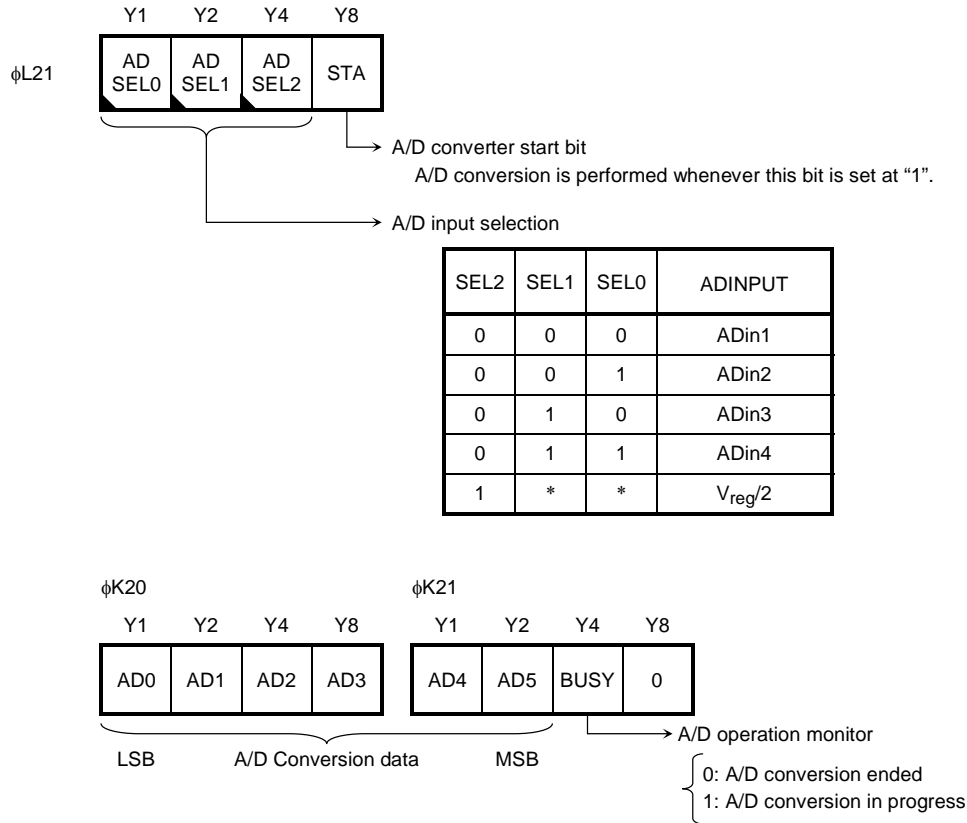 Y1 Y2 Y4 Y8
ϕL21
AD SEL0
AD SEL1
AD SEL2
STA
A/D converter start bit
A/D conversion is performed whenever this bit is set at “1”.
A/D input selection
SEL2 SEL1 SEL0 ADINPUT
0 0 0 ADin1
0 0 1 ADin2
0 1 0 ADin3
0 1 1 ADin4
1 * * Vreg/2
ϕK20 ϕK21
Y1 Y2 Y4 Y8 Y1 Y2 Y4 Y8
AD0 AD1 AD2 AD3 AD4 AD5 BUSY 0
A/D operation monitor
LSB A/D Conversion data MSB
0: A/D conversion ended
1: A/D conversion in progress